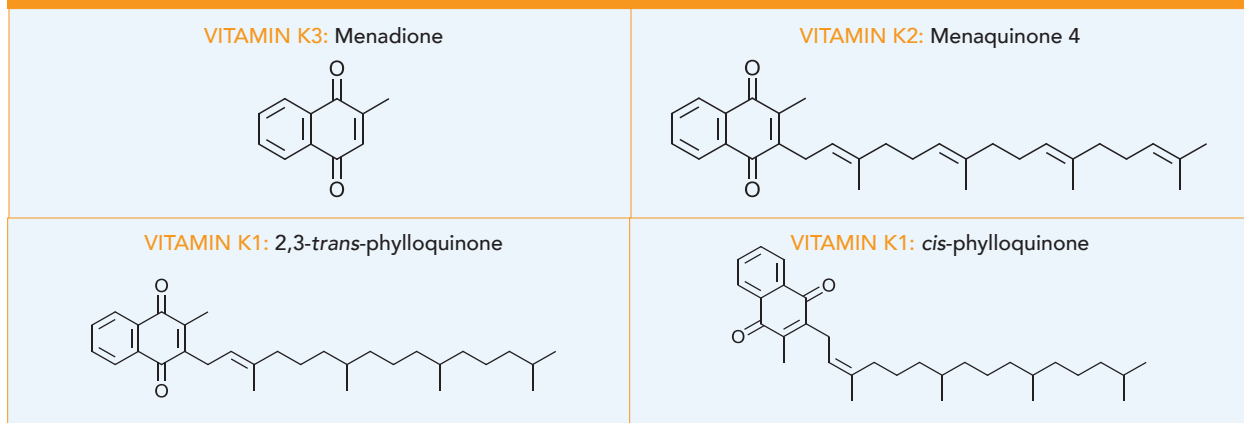 VITAMIN K3: Menadione
O
O
VITAMIN K2: Menaquinone 4
O
O
VITAMIN K1: 2,3-trans-phylloquinone
O
O
VITAMIN K1: cis-phylloquinone
O
O